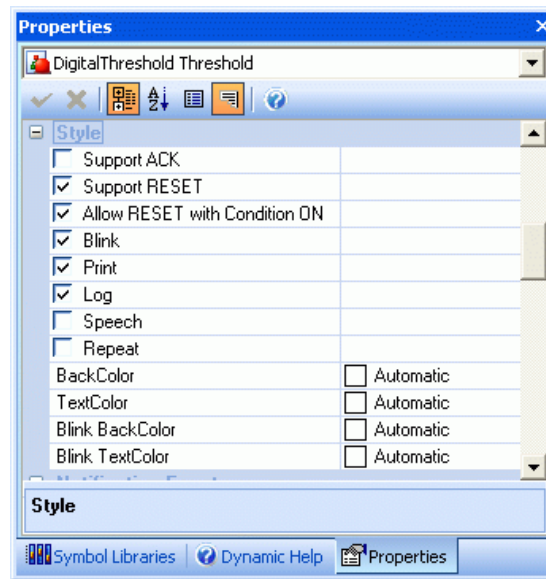 Properties
DigitalThreshold Threshold
Style
Support ACK
Support RESET
Allow RESET with Condition ON
Blink
Print
Log
Speech
Repeat
BackColor Automatic
TextColor Automatic
Blink BackColor Automatic
Blink TextColor Automatic
Style
Symbol Libraries Dynamic Help Properties